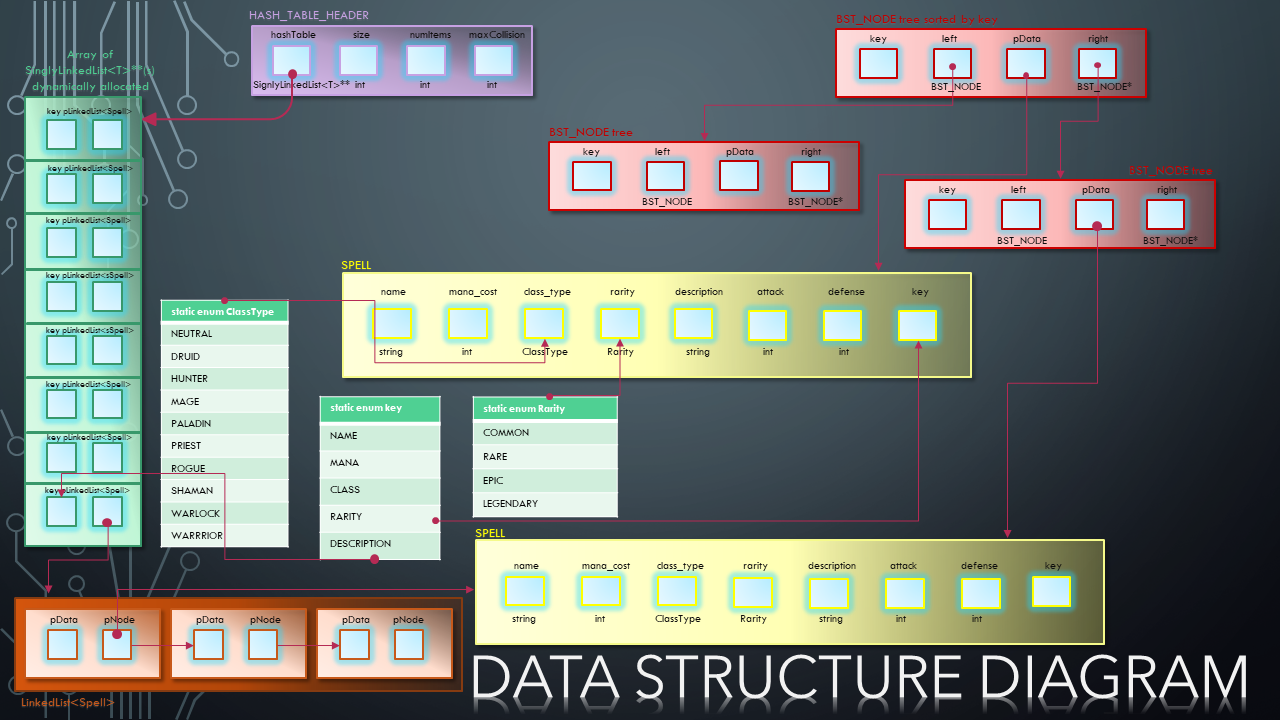 HASH_TABLE_HEADER
hashTable size numItems maxCollision
SignlyLinkedList<T>** int int int
BST_NODE tree sorted by key
key left pData right
BST_NODE BST_NODE*
Array of
SinglyLinkedList<T>**(s)
dynamically allocated
key pLinkedList<Spell>
key pLinkedList<Spell>
key pLinkedList<Spell>
key pLinkedList<sSpell>
key pLinkedList<sSpell>
key pLinkedList<Spell>
key pLinkedList<Spell>
key pLinkedList<Spell>
BST_NODE tree
key left pData right
BST_NODE BST_NODE*
BST_NODE tree
key left pData right
BST_NODE BST_NODE*
SPELL
name mana_cost class_type rarity description attack defense key
string int ClassType Rarity string int int
static enum ClassType
NEUTRAL
DRUID
HUNTER
MAGE
PALADIN
PRIEST
ROGUE
SHAMAN
WARLOCK
WARRRIOR
static enum key
NAME
MANA
CLASS
RARITY
DESCRIPTION
static enum Rarity
COMMON
RARE
EPIC
LEGENDARY
SPELL
name mana_cost class_type rarity description attack defense key
string int ClassType Rarity string int int
pData pNode pData pNode pData pNode
LinkedList<Spell>
DATA STRUCTURE DIAGRAM